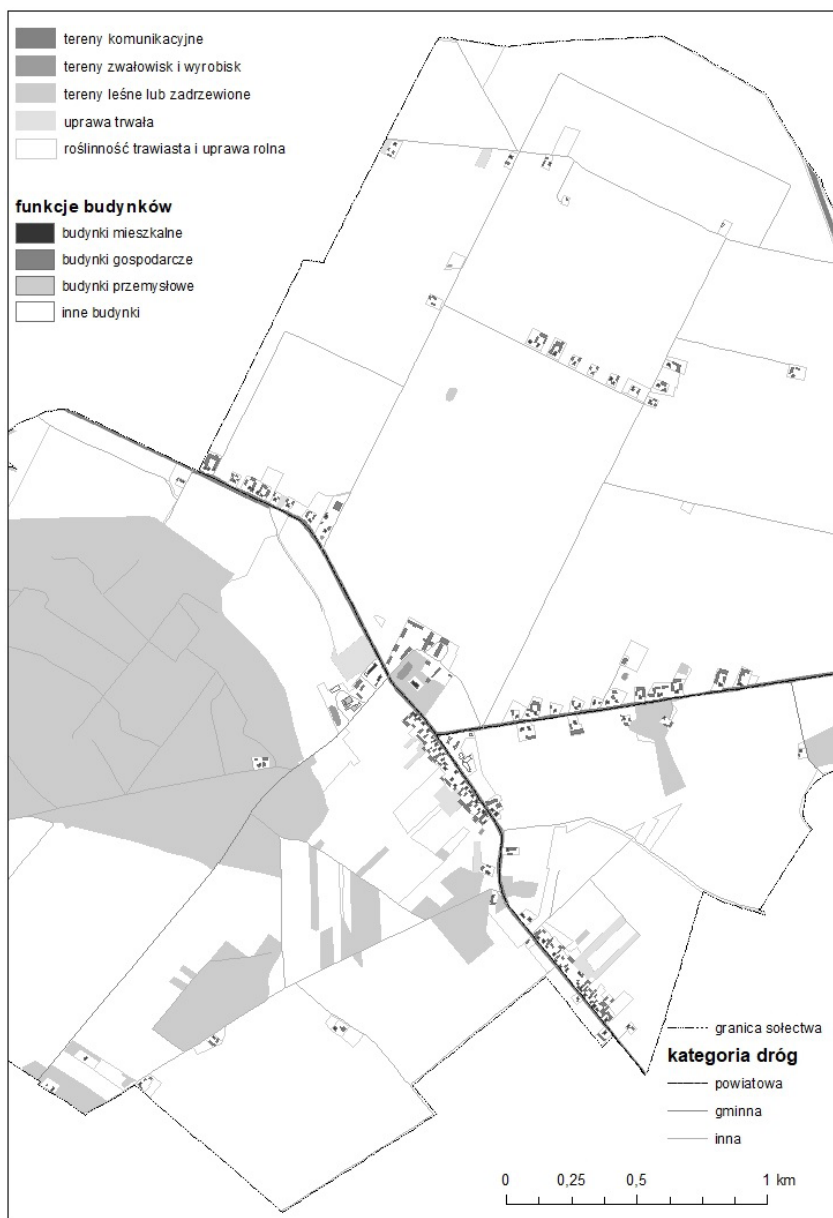 tereny komunikacyjne
tereny zwałowisk i wyrobisk
tereny leśne lub zadrzewione
uprawa trwała
roślinność trawiasta i uprawa rolna
funkcje budynków
budynki mieszkalne
budynki gospodarcze
budynki przemysłowe
inne budynki
granica sołectwa
kategoria dróg
powiatowa
gminna
inna
0 0,25 0,5 1 km